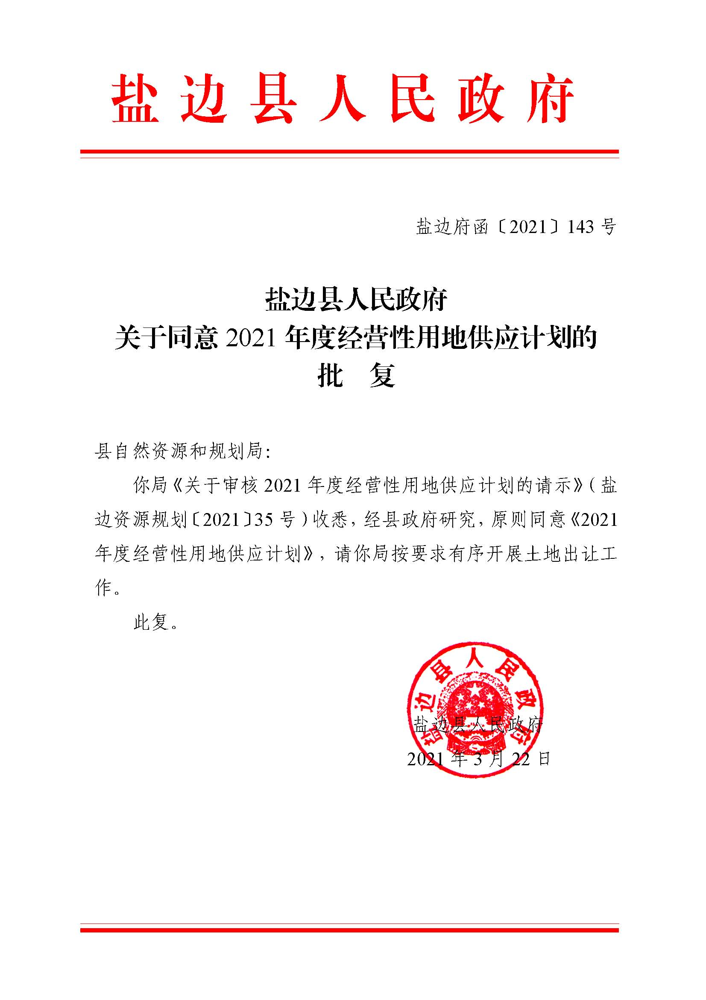 盐边县人民政府
盐边府函〔2021〕143 号
盐边县人民政府
关于同意 2021 年度经营性用地供应计划的
批　复
县自然资源和规划局：
你局《关于审核 2021 年度经营性用地供应计划的请示》（盐
边资源规划〔2021〕35 号）收悉，经县政府研究，原则同意《2021
年度经营性用地供应计划》，请你局按要求有序开展土地出让工
作。
此复。
盐边县人民政府
盐边县人民政府
2021 年 3 月 22 日